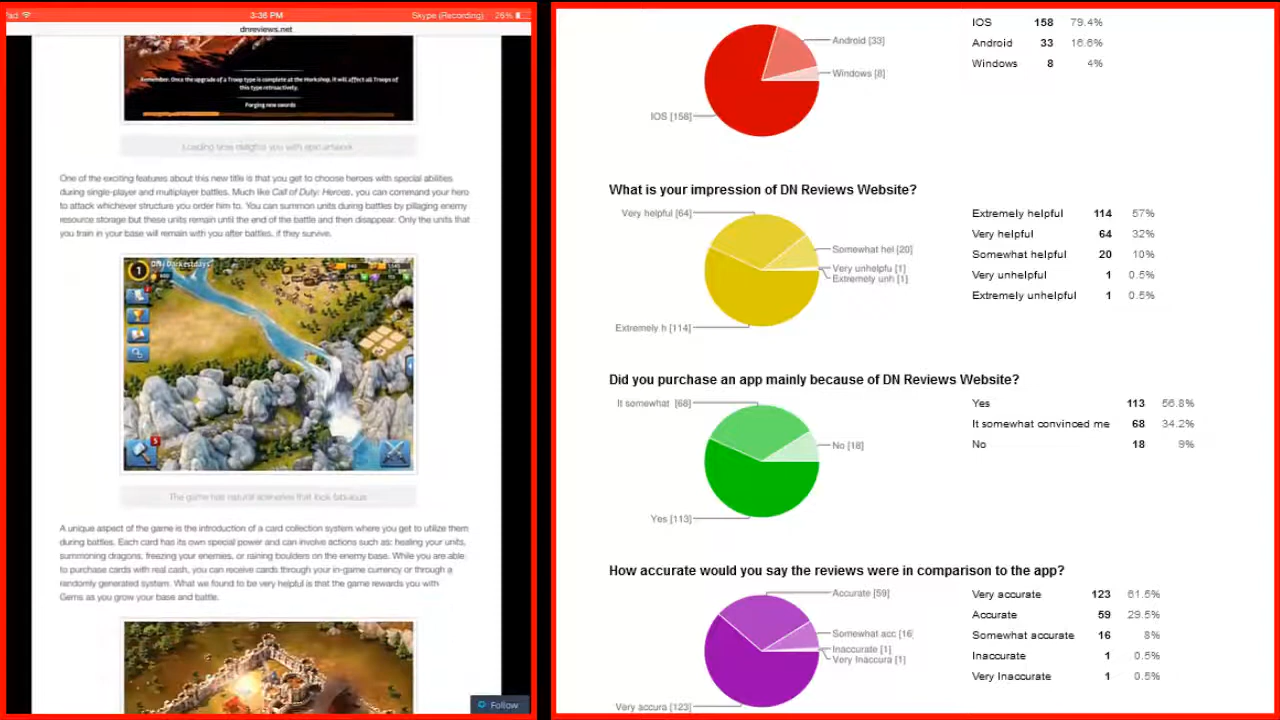 Pad 3:36 PM Skype (Recording) 26%
dnreviews.net
Remember: Once the upgrade of a Troop type is complete at the Workshop, it will affect all Troops of
this type retroactively.
Forging new swords
Loading time delights you with epic artwork
One of the exciting features about this new title is that you get to choose heroes with special abilities
during single-player and multiplayer battles. Much like Call of Duty: Heroes, you can command your hero
to attack whichever structure you order him to. You can summon units during battles by pillaging enemy
resource storage but these units remain until the end of the battle and then disappear. Only the units that
you train in your base will remain with you after battles, if they survive.
1
5
The game has natural sceneries that look fabulous
A unique aspect of the game is the introduction of a card collection system where you get to utilize them
during battles. Each card has its own special power and can involve actions such as: healing your units,
summoning dragons, freezing your enemies, or raining boulders on the enemy base. While you are able
to purchase cards with real cash, you can receive cards through your in-game currency or through a
randomly generated system. What we found to be very helpful is that the game rewards you with
Gems as you grow your base and battle.
Follow
Android [33]
Windows [8]
IOS [158]
IOS 158 79.4%
Android 33 16.6%
Windows 8 4%
What is your impression of DN Reviews Website?
Very helpful [64]
Somewhat hel [20]
Very unhelpfu [1]
Extremely unh [1]
Extremely h [114]
Extremely helpful 114 57%
Very helpful 64 32%
Somewhat helpful 20 10%
Very unhelpful 1 0.5%
Extremely unhelpful 1 0.5%
Did you purchase an app mainly because of DN Reviews Website?
It somewhat [68]
No [18]
Yes [113]
Yes 113 56.8%
It somewhat convinced me 68 34.2%
No 18 9%
How accurate would you say the reviews were in comparison to the app?
Accurate [59]
Somewhat acc [16]
Inaccurate [1]
Very Inaccura [1]
Very accura [123]
Very accurate 123 61.5%
Accurate 59 29.5%
Somewhat accurate 16 8%
Inaccurate 1 0.5%
Very Inaccurate 1 0.5%